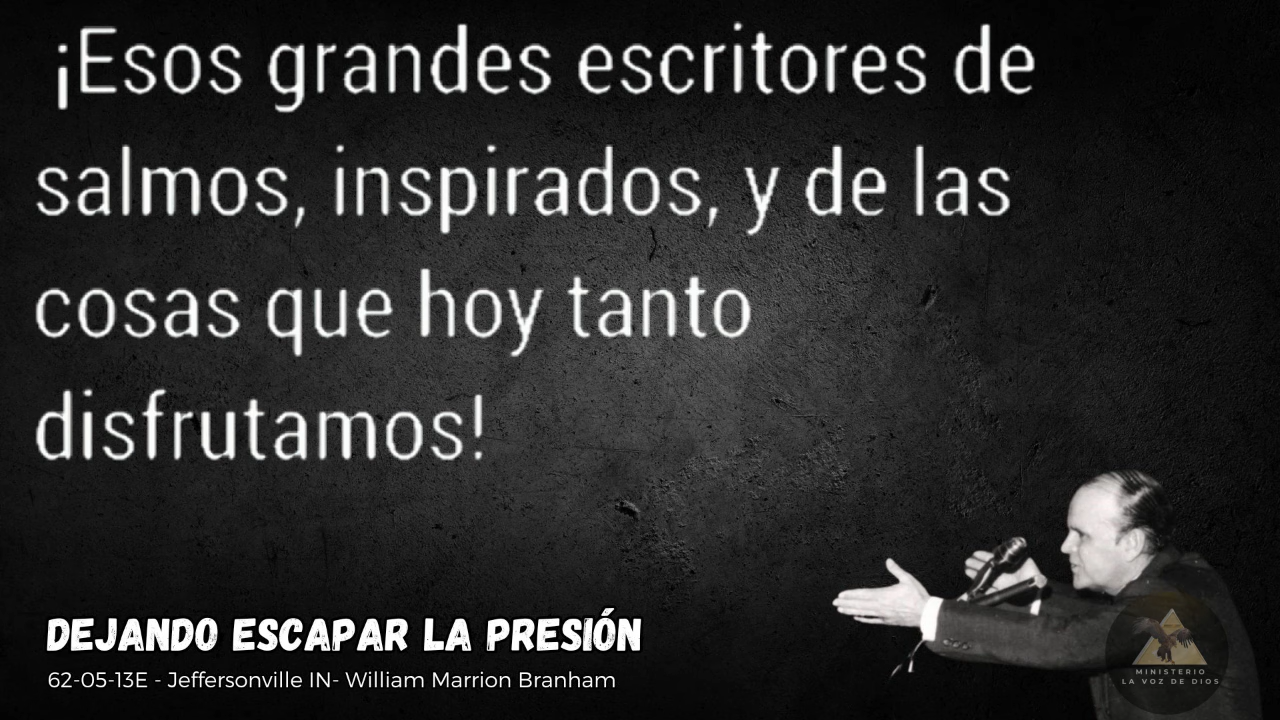 ¡Esos grandes escritores de
salmos, inspirados, y de las
cosas que hoy tanto
disfrutamos!
DEJANDO ESCAPAR LA PRESIÓN
62-05-13E - Jeffersonville IN- William Marrion Branham
MINISTERIO
LA VOZ DE DIOS